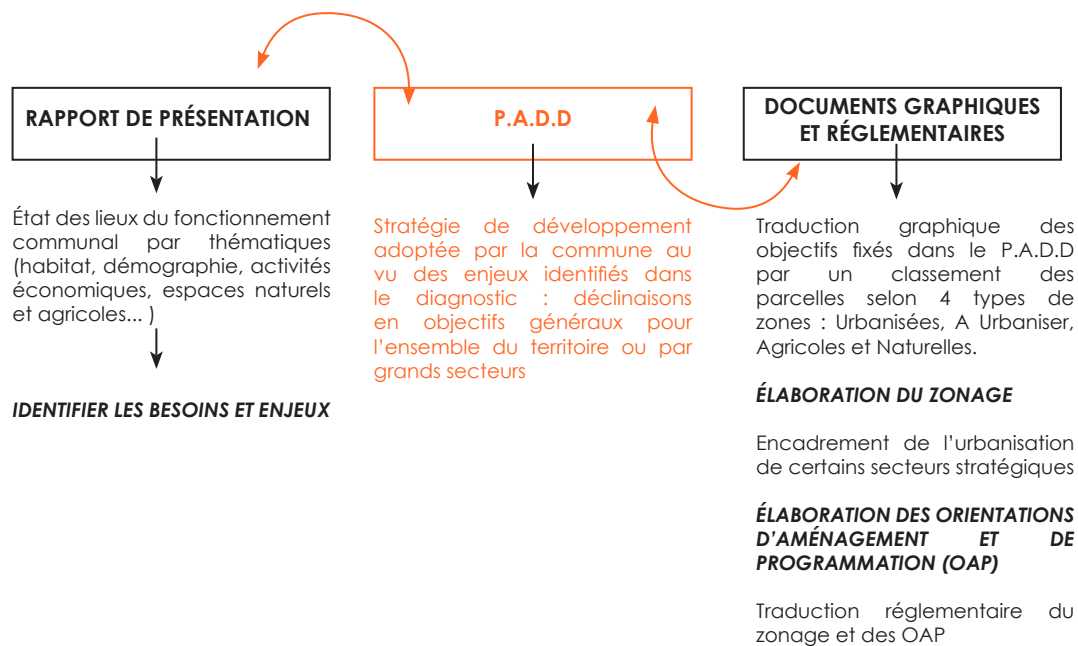 RAPPORT DE PRÉSENTATION
État des lieux du fonctionnement
communal par thématiques
(habitat, démographie, activités
économiques, espaces naturels
et agricoles... )
IDENTIFIER LES BESOINS ET ENJEUX
P.A.D.D
Stratégie de développement
adoptée par la commune au
vu des enjeux identifiés dans
le diagnostic : déclinaisons
en objectifs généraux pour
l'ensemble du territoire ou par
grands secteurs
DOCUMENTS GRAPHIQUES
ET RÉGLEMENTAIRES
Traduction graphique des
objectifs fixés dans le P.A.D.D
par un classement des
parcelles selon 4 types de
zones : Urbanisées, A Urbaniser,
Agricoles et Naturelles.
ÉLABORATION DU ZONAGE
Encadrement de l'urbanisation
de certains secteurs stratégiques
ÉLABORATION DES ORIENTATIONS
D'AMÉNAGEMENT ET DE
PROGRAMMATION (OAP)
Traduction réglementaire du
zonage et des OAP